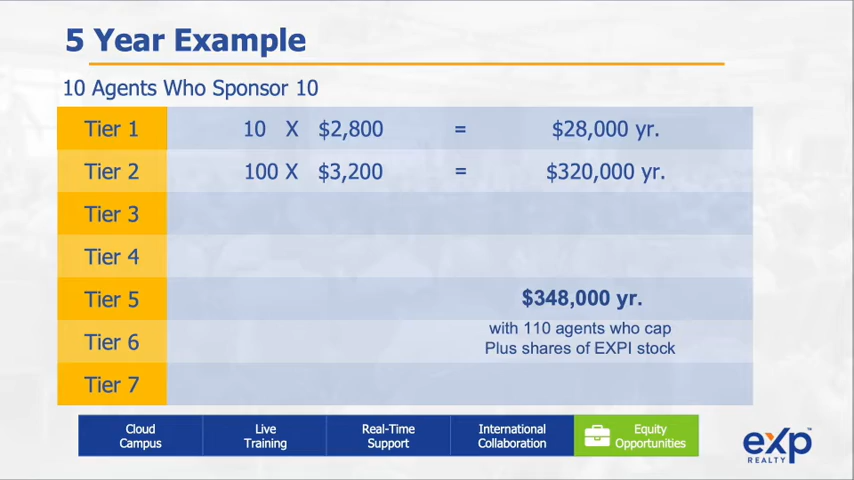 5 Year Example
10 Agents Who Sponsor 10
Tier 1 10 X $2,800 = $28,000 yr.
Tier 2 100 X $3,200 = $320,000 yr.
Tier 3
Tier 4
Tier 5 $348,000 yr.
with 110 agents who cap
Tier 6
Plus shares of EXPI stock
Tier 7
Cloud Campus
Live Training
Real-Time Support
International Collaboration
Equity Opportunities
eXp™
REALTY